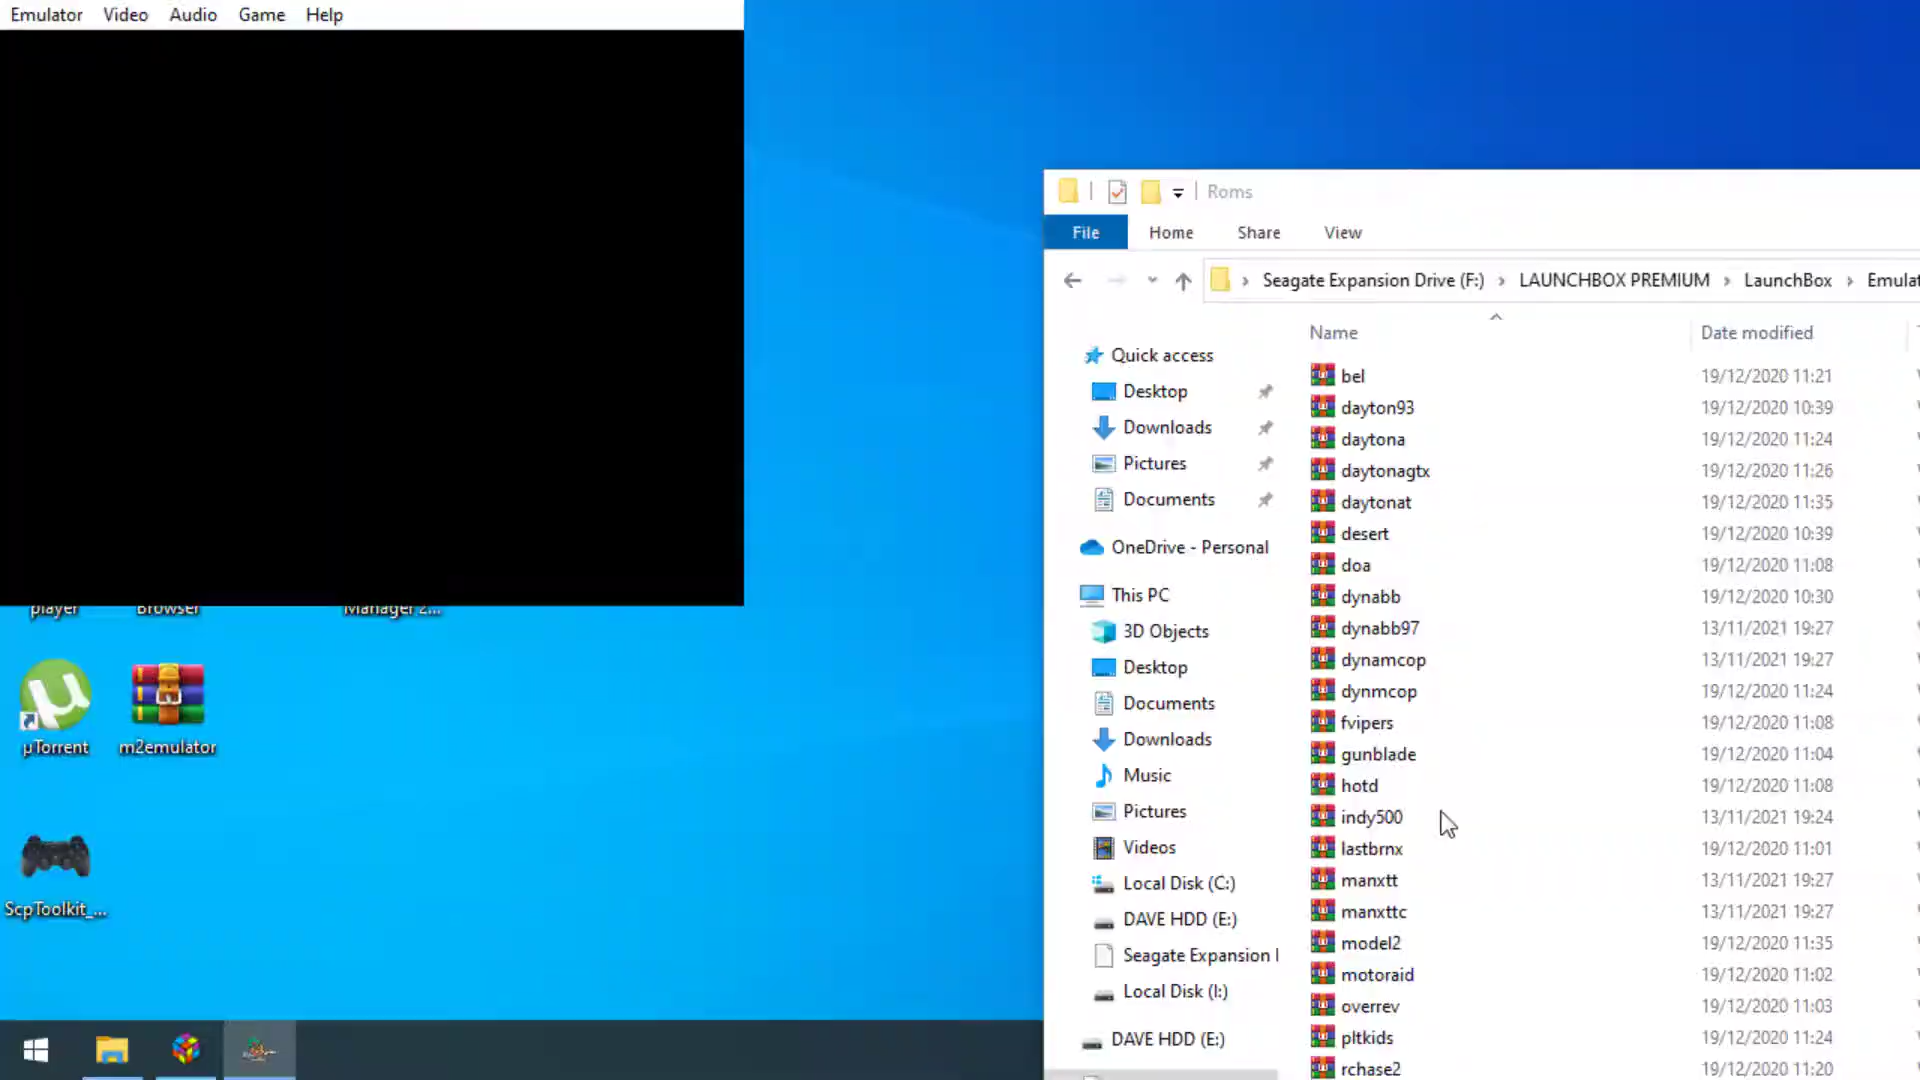 Emulator Video Audio Game Help
player Browser Manager 2...
µTorrent m2emulator
ScpToolkit_...
Roms
File Home Share View
Seagate Expansion Drive (F:) › LAUNCHBOX PREMIUM › LaunchBox › Emulat
Name Date modified
Quick access
Desktop
Downloads
Pictures
Documents
OneDrive - Personal
This PC
3D Objects
Desktop
Documents
Downloads
Music
Pictures
Videos
Local Disk (C:)
DAVE HDD (E:)
Seagate Expansion
Local Disk (I:)
DAVE HDD (E:)
bel 19/12/2020 11:21
dayton93 19/12/2020 10:39
daytona 19/12/2020 11:24
daytonagtx 19/12/2020 11:26
daytonat 19/12/2020 11:35
desert 19/12/2020 10:39
doa 19/12/2020 11:08
dynabb 19/12/2020 10:30
dynabb97 13/11/2021 19:27
dynamcop 13/11/2021 19:27
dynmcop 19/12/2020 11:24
fvipers 19/12/2020 11:08
gunblade 19/12/2020 11:04
hotd 19/12/2020 11:08
indy500 13/11/2021 19:24
lastbrnx 19/12/2020 11:01
manxtt 13/11/2021 19:27
manxttc 13/11/2021 19:27
model2 19/12/2020 11:35
motoraid 19/12/2020 11:02
overrev 19/12/2020 11:03
pltkids 19/12/2020 11:24
rchase2 19/12/2020 11:20